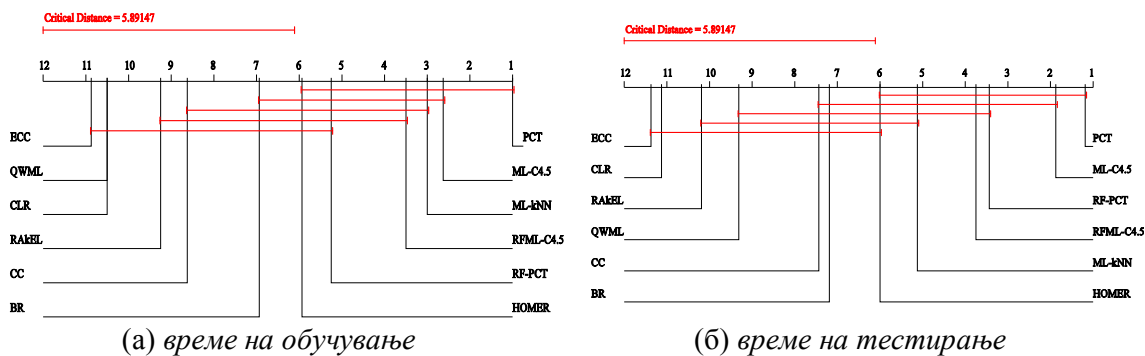 Critical Distance = 5.89147
12 11 10 9 8 7 6 5 4 3 2 1
ECC PCT
QWML ML-C4.5
CLR ML-kNN
RAkEL RFML-C4.5
CC RF-PCT
BR HOMER
(а) време на обучување
Critical Distance = 5.89147
12 11 10 9 8 7 6 5 4 3 2 1
ECC PCT
CLR ML-C4.5
RAkEL RF-PCT
QWML RFML-C4.5
CC ML-kNN
BR HOMER
(б) време на тестирање